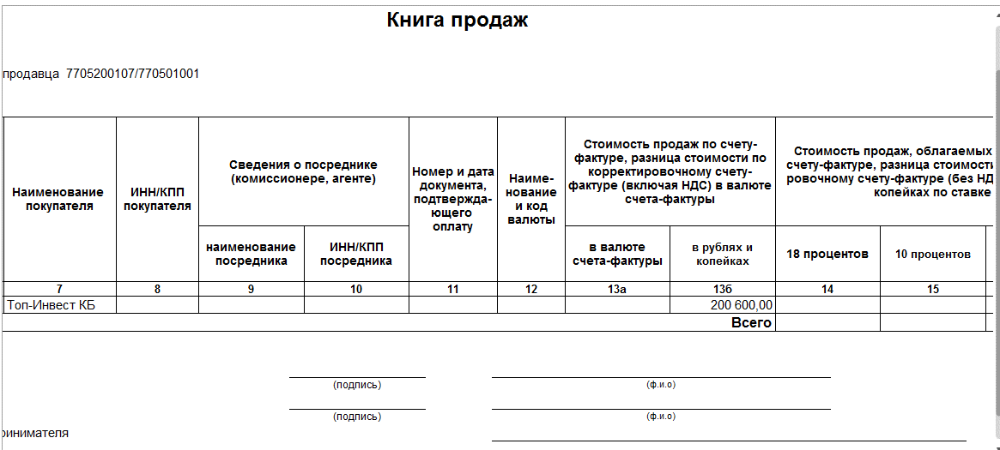 Книга продаж
продавца 7705200107/770501001
Наименование
покупателя
ИНН/КПП
покупателя
Сведения о посреднике
(комиссионере, агенте)
наименование
посредника
ИНН/КПП
посредника
Номер и дата
документа,
подтвержда-
ющего
оплату
Наиме-
нование
и код
валюты
Стоимость продаж по счету-
фактуре, разница стоимости по
корректировочному счету-
фактуре (включая НДС) в валюте
счета-фактуры
в валюте
счета-фактуры
в рублях и
копейках
Стоимость продаж, облагаемых
счету-фактуре, разница стоимости
ровочному счету-фактуре (без НД
копейках по ставке
18 процентов
10 процентов
7 8 9 10 11 12 13а 13б 14 15
Топ-Инвест КБ 200 600,00
Всего
(подпись) (ф.и.о)
(подпись) (ф.и.о)
ринимателя